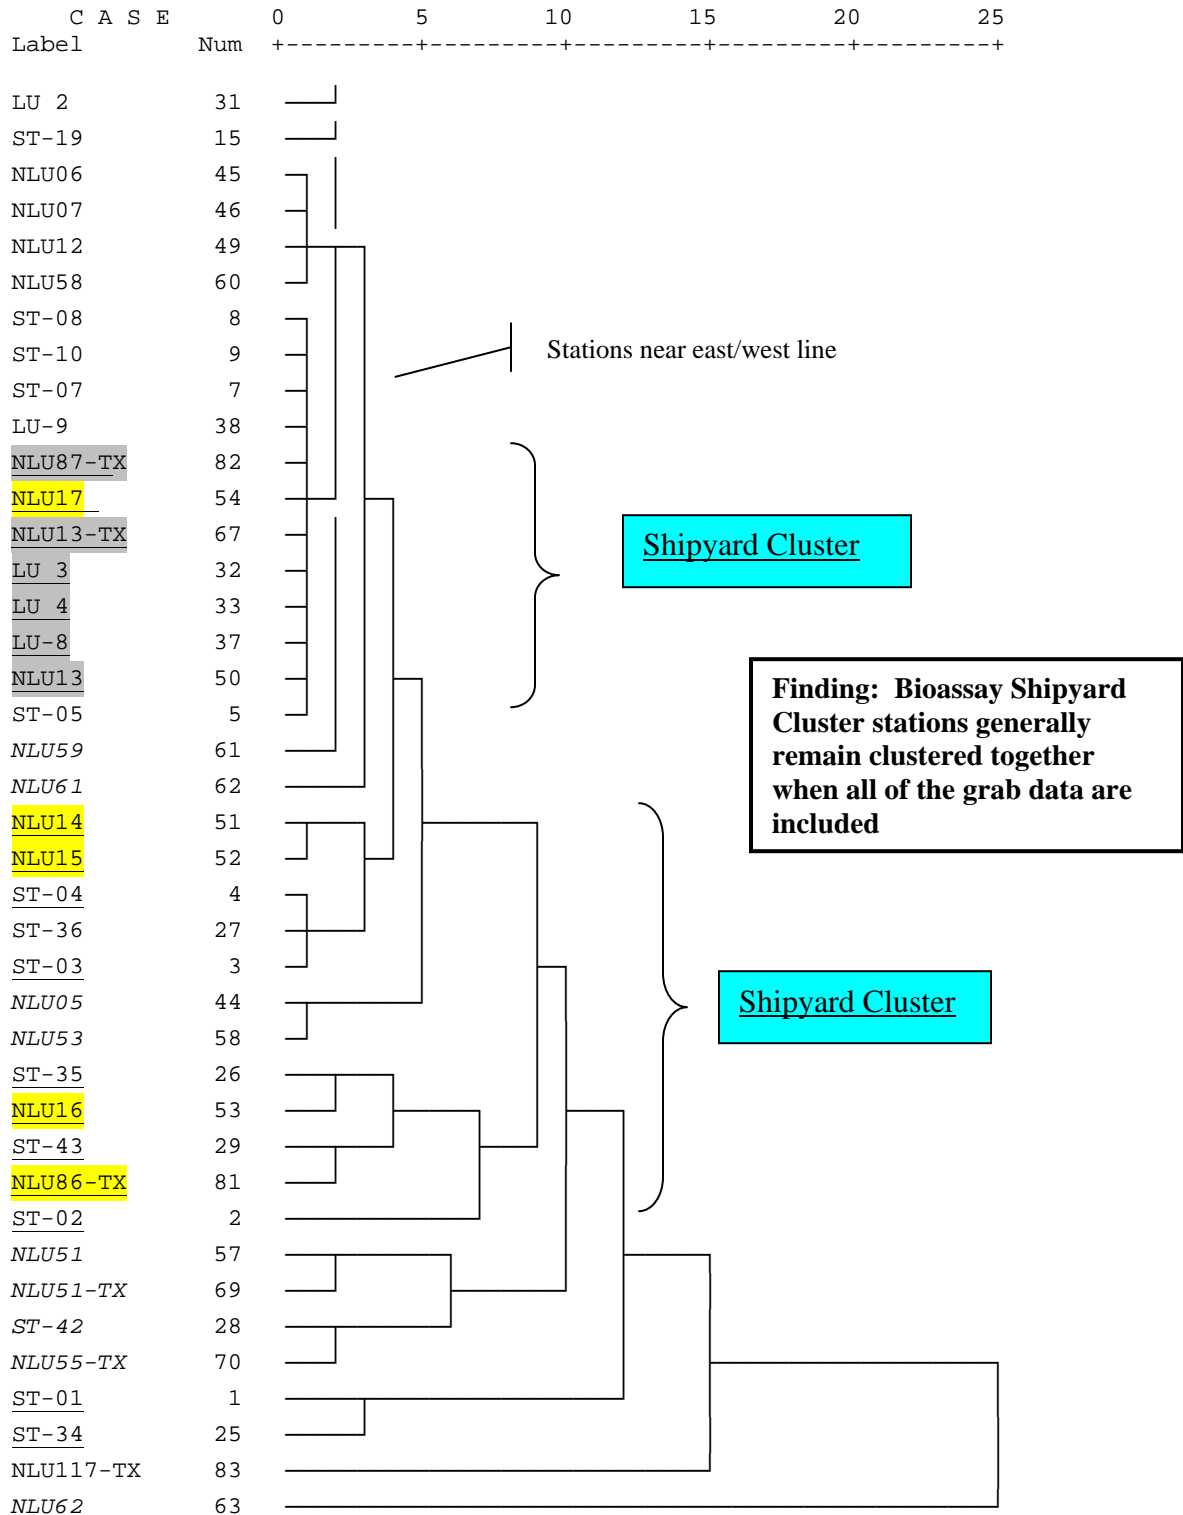 C A S E 0 5 10 15 20 25
Label Num +---------+---------+---------+---------+---------+
LU 2 31
ST-19 15
NLU06 45
NLU07 46
NLU12 49
NLU58 60
ST-08 8
ST-10 9
Stations near east/west line
ST-07 7
LU-9 38
NLU87-TX 82
NLU17 54
NLU13-TX 67
Shipyard Cluster
LU 3 32
LU 4 33
LU-8 37
NLU13 50
ST-05 5
NLU59 61
NLU61 62
Finding: Bioassay Shipyard
Cluster stations generally
remain clustered together
when all of the grab data are
included
NLU14 51
NLU15 52
ST-04 4
ST-36 27
ST-03 3
NLU05 44
Shipyard Cluster
NLU53 58
ST-35 26
NLU16 53
ST-43 29
NLU86-TX 81
ST-02 2
NLU51 57
NLU51-TX 69
ST-42 28
NLU55-TX 70
ST-01 1
ST-34 25
NLU117-TX 83
NLU62 63